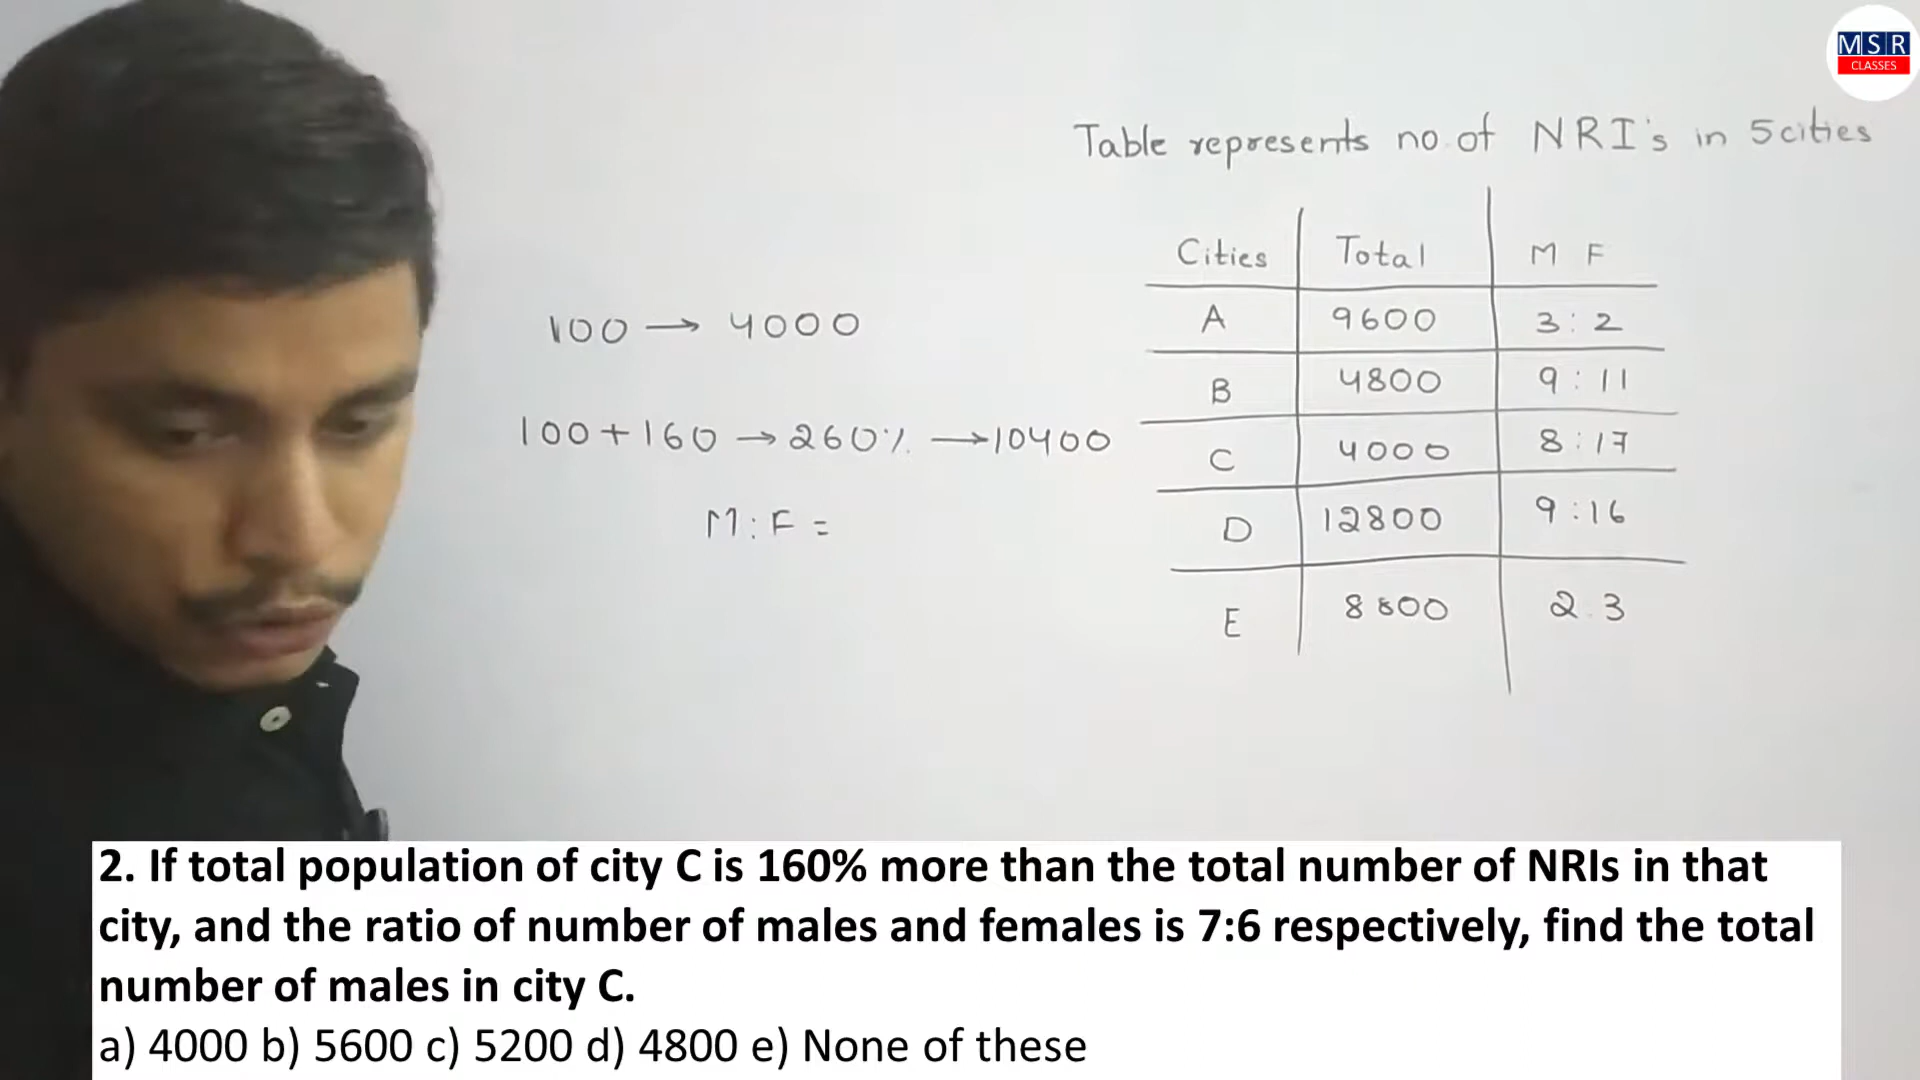 MSR
CLASSES
Table represents no. of NRI's in 5 cities
Cities Total M F
A 9600 3 : 2
B 4800 9 : 11
C 4000 8 : 17
D 12800 9 : 16
E 8800 2 . 3
100 → 4000
100 + 160 → 260% → 10400
M : F =
2. If total population of city C is 160% more than the total number of NRIs in that
city, and the ratio of number of males and females is 7:6 respectively, find the total
number of males in city C.
a) 4000 b) 5600 c) 5200 d) 4800 e) None of these